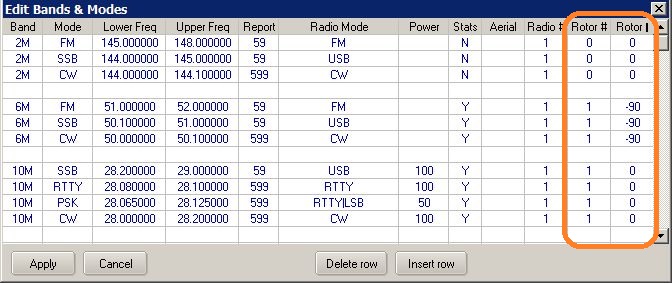 Edit Bands & Modes
Band Mode Lower Freq Upper Freq Report Radio Mode Power Stats Aerial Radio # Rotor # Rotor
2M FM 145.000000 148.000000 59 FM N 1 0 0
2M SSB 144.000000 145.000000 59 USB N 1 0 0
2M CW 144.000000 144.100000 599 CW N 1 0 0
6M FM 51.000000 52.000000 59 FM Y 1 1 -90
6M SSB 50.100000 51.000000 59 USB Y 1 1 -90
6M CW 50.000000 50.100000 599 CW Y 1 1 -90
10M SSB 28.200000 29.000000 59 USB 100 Y 1 1 0
10M RTTY 28.080000 28.100000 599 RTTY 100 Y 1 1 0
10M PSK 28.065000 28.125000 599 RTTY|LSB 50 Y 1 1 0
10M CW 28.000000 28.200000 599 CW 100 Y 1 1 0
Apply Cancel Delete row Insert row